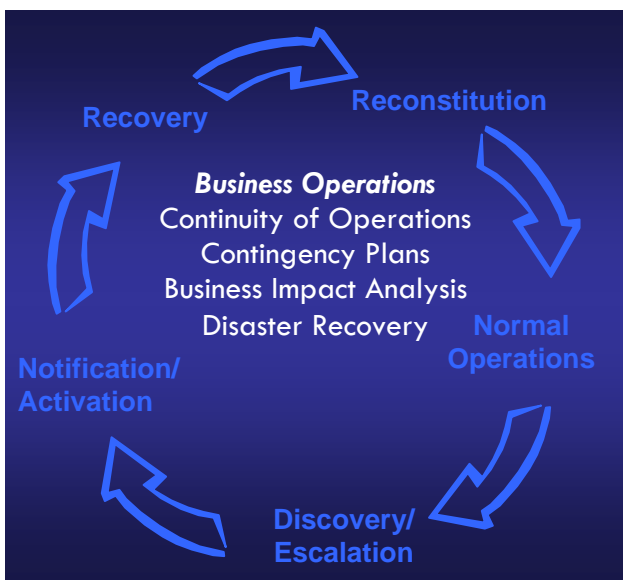 Recovery
Reconstitution
Business Operations
Continuity of Operations
Contingency Plans
Business Impact Analysis
Disaster Recovery
Normal
Operations
Notification/
Activation
Discovery/
Escalation